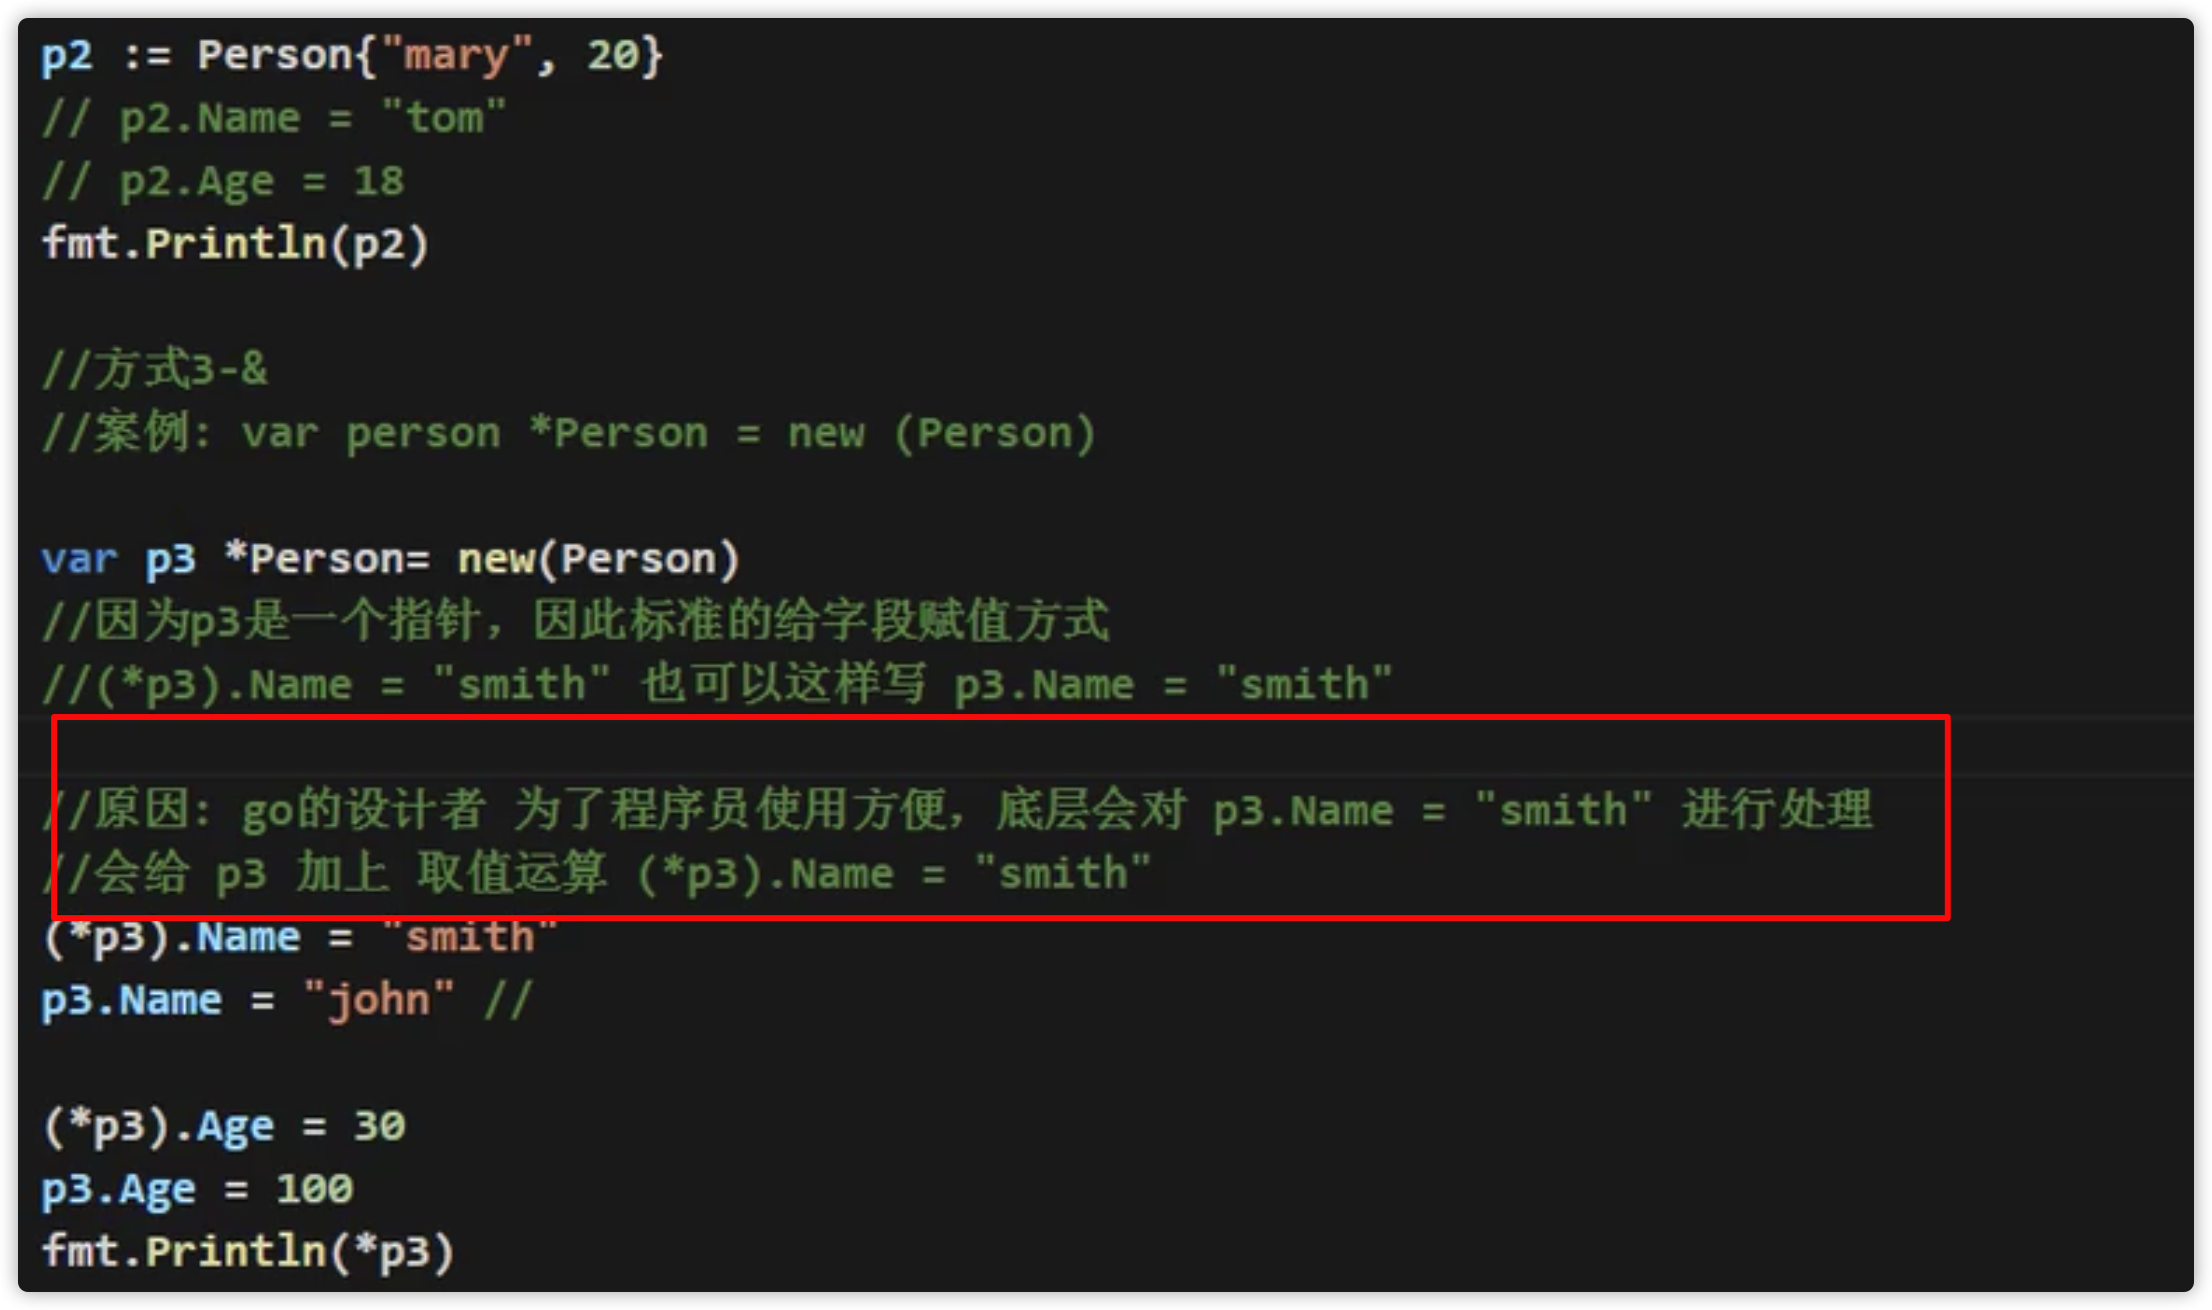 p2 := Person{"mary", 20}
// p2.Name = "tom"
// p2.Age = 18
fmt.Println(p2)
//方式3-&
//案例: var person *Person = new (Person)
var p3 *Person= new(Person)
//因为p3是一个指针，因此标准的给字段赋值方式
//(*p3).Name = "smith" 也可以这样写 p3.Name = "smith"
//原因: go的设计者 为了程序员使用方便，底层会对 p3.Name = "smith" 进行处理
//会给 p3 加上 取值运算 (*p3).Name = "smith"
(*p3).Name = "smith"
p3.Name = "john" //
(*p3).Age = 30
p3.Age = 100
fmt.Println(*p3)